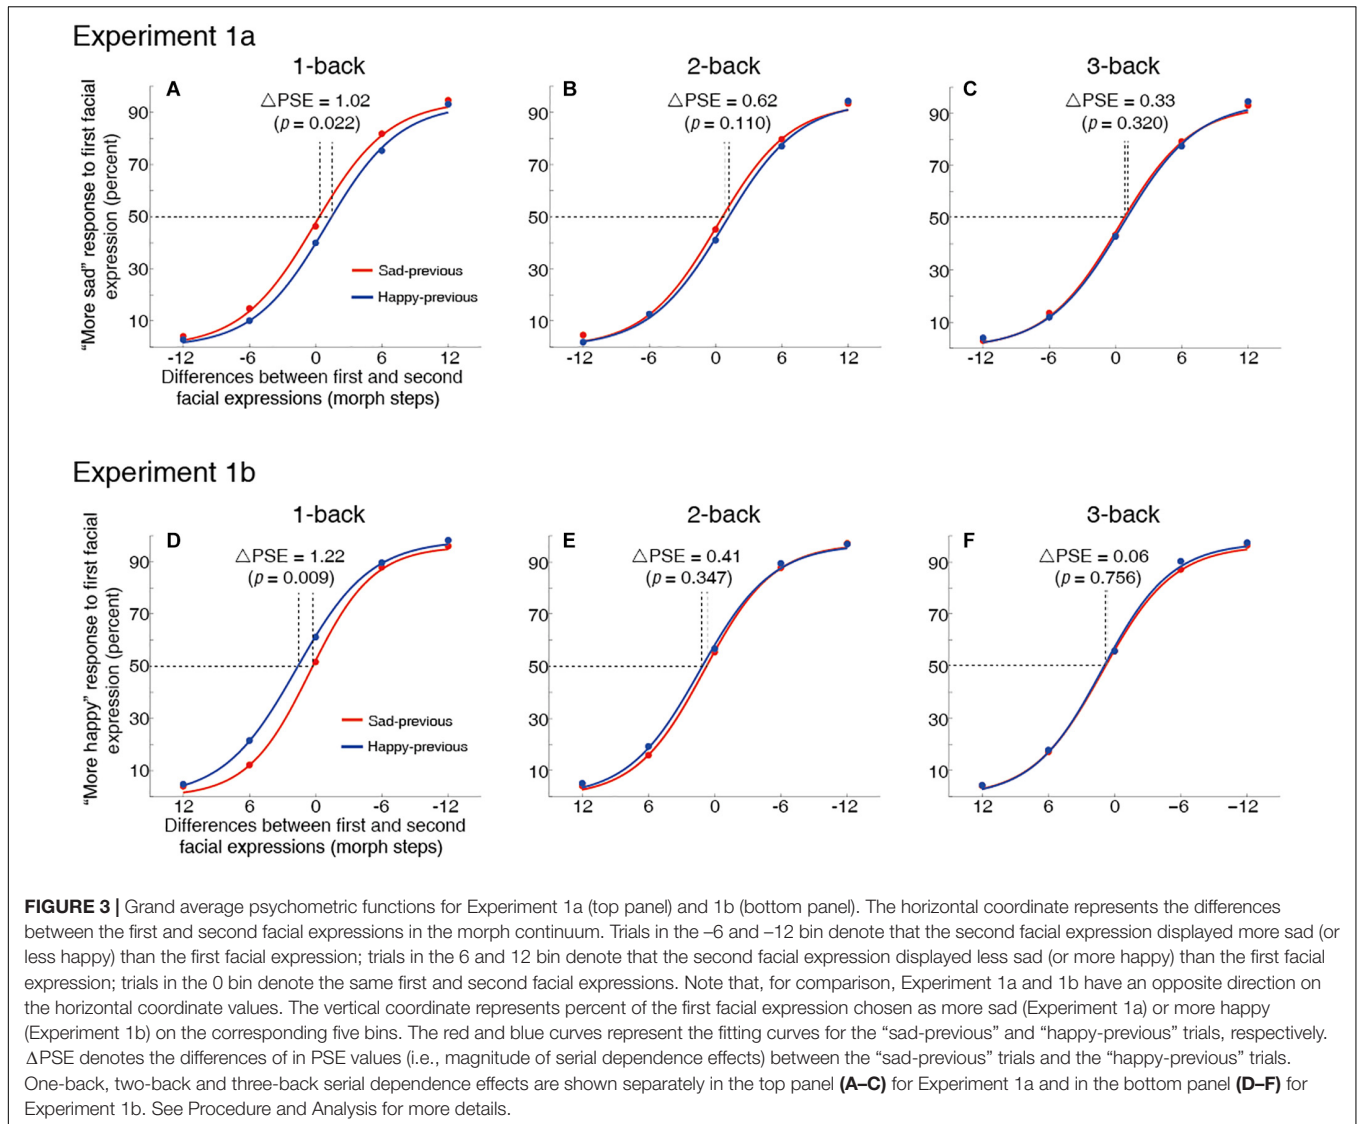 Experiment 1a
1-back
2-back
3-back
A
△PSE = 1.02
(p = 0.022)
B
△PSE = 0.62
(p = 0.110)
C
△PSE = 0.33
(p = 0.320)
"More sad" response to first facial
expression (percent)
90
70
50
30
10
Sad-previous
Happy-previous
-12 -6 0 6 12
Differences between first and second
facial expressions (morph steps)
90
70
50
30
10
-12 -6 0 6 12
90
70
50
30
10
-12 -6 0 6 12
Experiment 1b
1-back
2-back
3-back
D
△PSE = 1.22
(p = 0.009)
E
△PSE = 0.41
(p = 0.347)
F
△PSE = 0.06
(p = 0.756)
"More happy" response to first facial
expression (percent)
90
70
50
30
10
Sad-previous
Happy-previous
12 6 0 -6 -12
Differences between first and second
facial expressions (morph steps)
90
70
50
30
10
12 6 0 -6 -12
90
70
50
30
10
12 6 0 -6 -12
FIGURE 3 | Grand average psychometric functions for Experiment 1a (top panel) and 1b (bottom panel). The horizontal coordinate represents the differences
between the first and second facial expressions in the morph continuum. Trials in the –6 and –12 bin denote that the second facial expression displayed more sad (or
less happy) than the first facial expression; trials in the 6 and 12 bin denote that the second facial expression displayed less sad (or more happy) than the first facial
expression; trials in the 0 bin denote the same first and second facial expressions. Note that, for comparison, Experiment 1a and 1b have an opposite direction on
the horizontal coordinate values. The vertical coordinate represents percent of the first facial expression chosen as more sad (Experiment 1a) or more happy
(Experiment 1b) on the corresponding five bins. The red and blue curves represent the fitting curves for the "sad-previous" and "happy-previous" trials, respectively.
ΔPSE denotes the differences of in PSE values (i.e., magnitude of serial dependence effects) between the "sad-previous" trials and the "happy-previous" trials.
One-back, two-back and three-back serial dependence effects are shown separately in the top panel (A–C) for Experiment 1a and in the bottom panel (D–F) for
Experiment 1b. See Procedure and Analysis for more details.